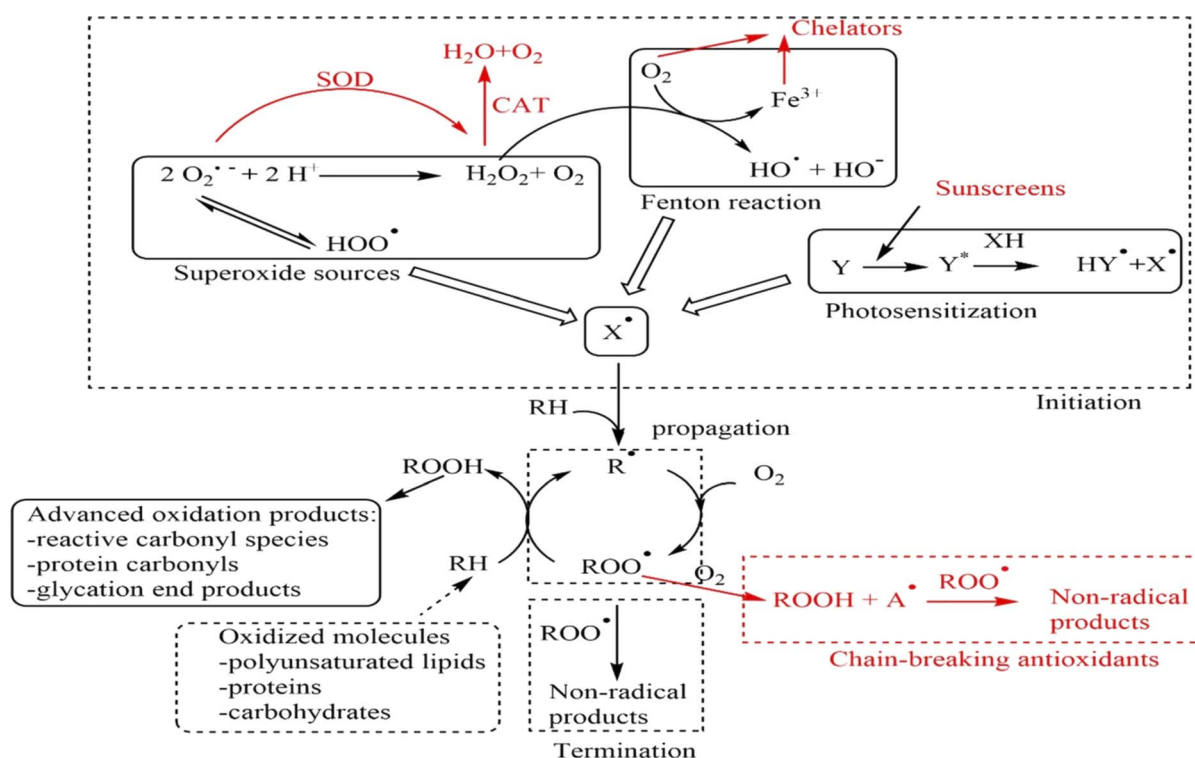 Chelators
H₂O+O₂
SOD
CAT
O₂
Fe³⁺
2 O₂•⁻ + 2 H⁺
H₂O₂+ O₂
HO• + HO⁻
HOO•
Superoxide sources
Fenton reaction
Sunscreens
Y
Y*
XH
HY•+X•
Photosensitization
X•
Initiation
RH
propagation
R•
ROOH
O₂
Advanced oxidation products:
-reactive carbonyl species
-protein carbonyls
-glycation end products
RH
ROO•
O₂
ROOH + A•
ROO•
Non-radical
products
Chain-breaking antioxidants
Oxidized molecules
-polyunsaturated lipids
-proteins
-carbohydrates
ROO•
Non-radical
products
Termination